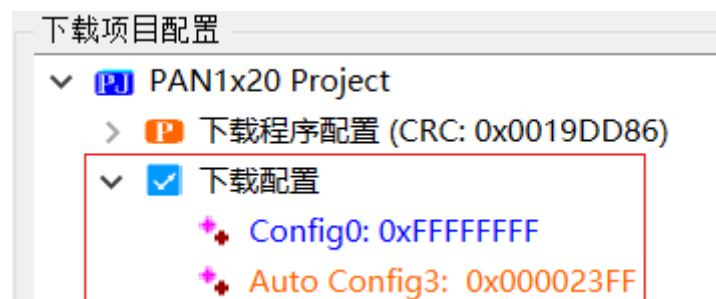 下载项目配置
PJ PAN1x20 Project
P 下载程序配置 (CRC: 0x0019DD86)
下载配置
Config0: 0xFFFFFFFF
Auto Config3: 0x000023FF